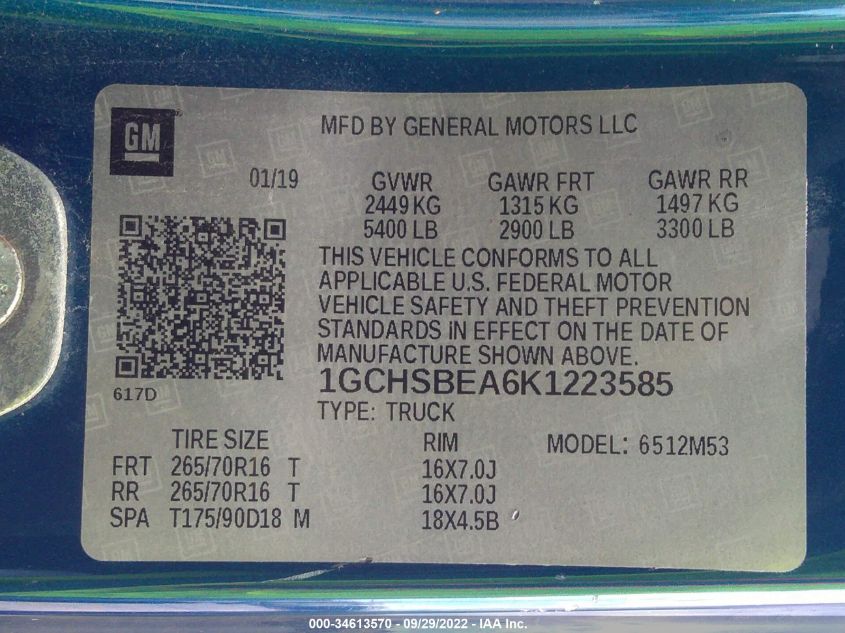 GM
MFD BY GENERAL MOTORS LLC
01/19 GVWR GAWR FRT GAWR RR
2449 KG 1315 KG 1497 KG
5400 LB 2900 LB 3300 LB
THIS VEHICLE CONFORMS TO ALL
APPLICABLE U.S. FEDERAL MOTOR
VEHICLE SAFETY AND THEFT PREVENTION
STANDARDS IN EFFECT ON THE DATE OF
MANUFACTURE SHOWN ABOVE.
617D
1GCHSBEA6K1223585
TYPE: TRUCK
TIRE SIZE RIM MODEL: 6512M53
FRT 265/70R16 T 16X7.0J
RR 265/70R16 T 16X7.0J
SPA T175/90D18 M 18X4.5B
000-34613570 - 09/29/2022 - IAA Inc.